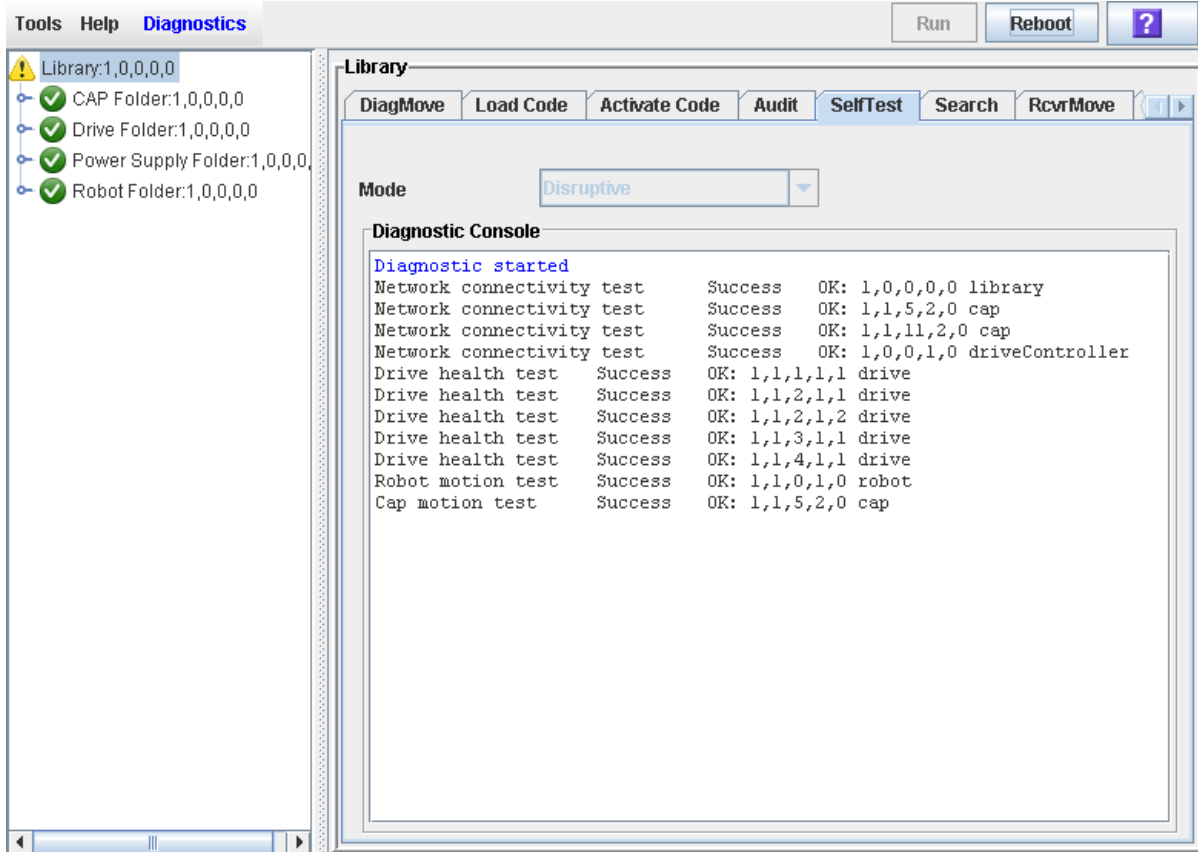 Tools Help Diagnostics Run Reboot ?
Library:1,0,0,0,0
CAP Folder:1,0,0,0,0
Drive Folder:1,0,0,0,0
Power Supply Folder:1,0,0,0,
Robot Folder:1,0,0,0,0
Library
DiagMove Load Code Activate Code Audit SelfTest Search RcvrMove
Mode Disruptive
Diagnostic Console
Diagnostic started
Network connectivity test Success OK: 1,0,0,0,0 library
Network connectivity test Success OK: 1,1,5,2,0 cap
Network connectivity test Success OK: 1,1,11,2,0 cap
Network connectivity test Success OK: 1,0,0,1,0 driveController
Drive health test Success OK: 1,1,1,1,1 drive
Drive health test Success OK: 1,1,2,1,1 drive
Drive health test Success OK: 1,1,2,1,2 drive
Drive health test Success OK: 1,1,3,1,1 drive
Drive health test Success OK: 1,1,4,1,1 drive
Robot motion test Success OK: 1,1,0,1,0 robot
Cap motion test Success OK: 1,1,5,2,0 cap